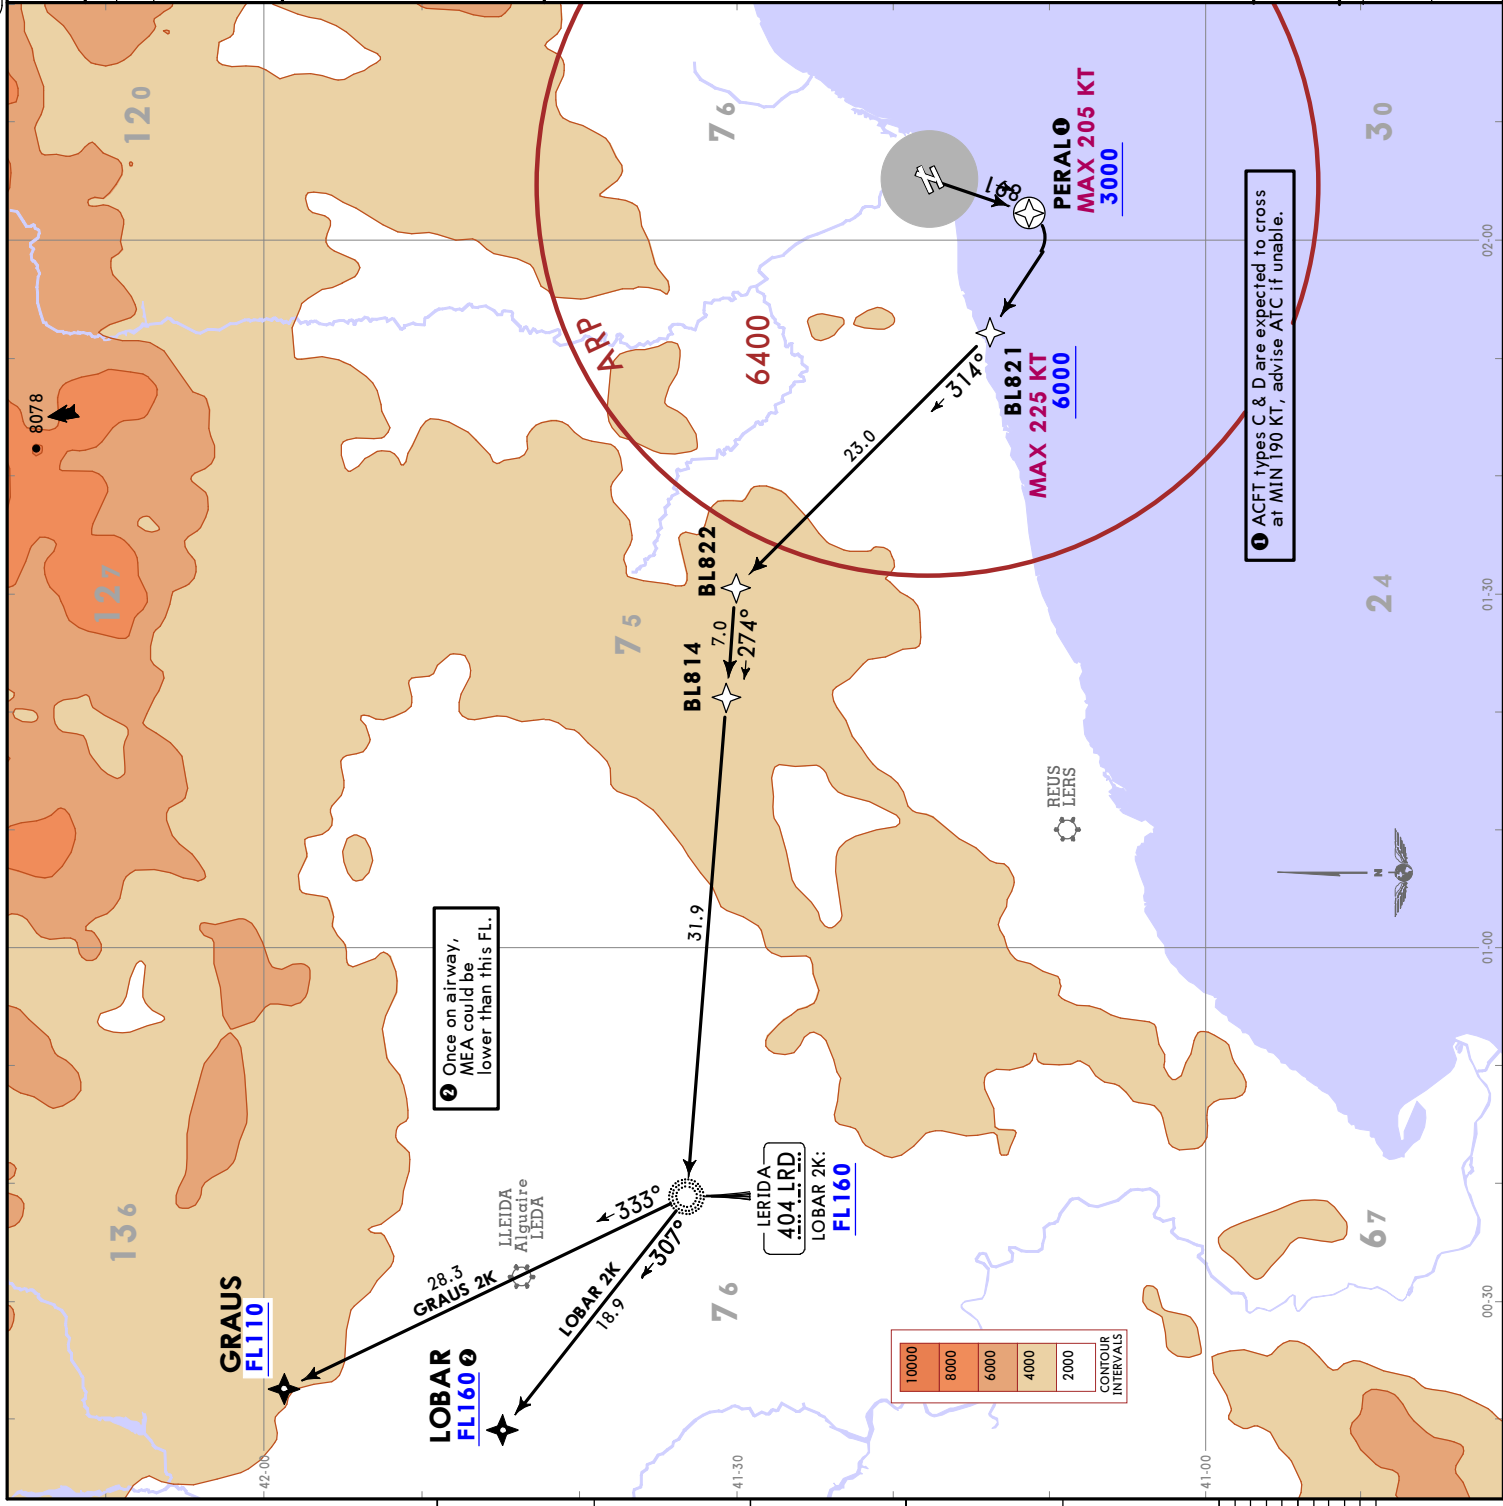 120
76
30
8078
127
75
24
136
76
67
ARP
6400
198°
PERAL❶
MAX 205 KT
3000
BL821
MAX 225 KT
6000
314°
23.0
BL822
7.0
274°
BL814
31.9
❶ ACFT types C & D are expected to cross
at MIN 190 KT, advise ATC if unable.
❷ Once on airway,
MEA could be
lower than this FL.
REUS
LERS
N
LERIDA
404 LRD
LOBAR 2K:
FL160
333°
307°
LLEIDA
Alguaire
LEDA
28.3
GRAUS 2K
LOBAR 2K
18.9
GRAUS
FL110
LOBAR
FL160 ❷
10000
8000
6000
4000
2000
CONTOUR
INTERVALS
42-00
41-30
41-00
02-00
01-30
01-00
00-30